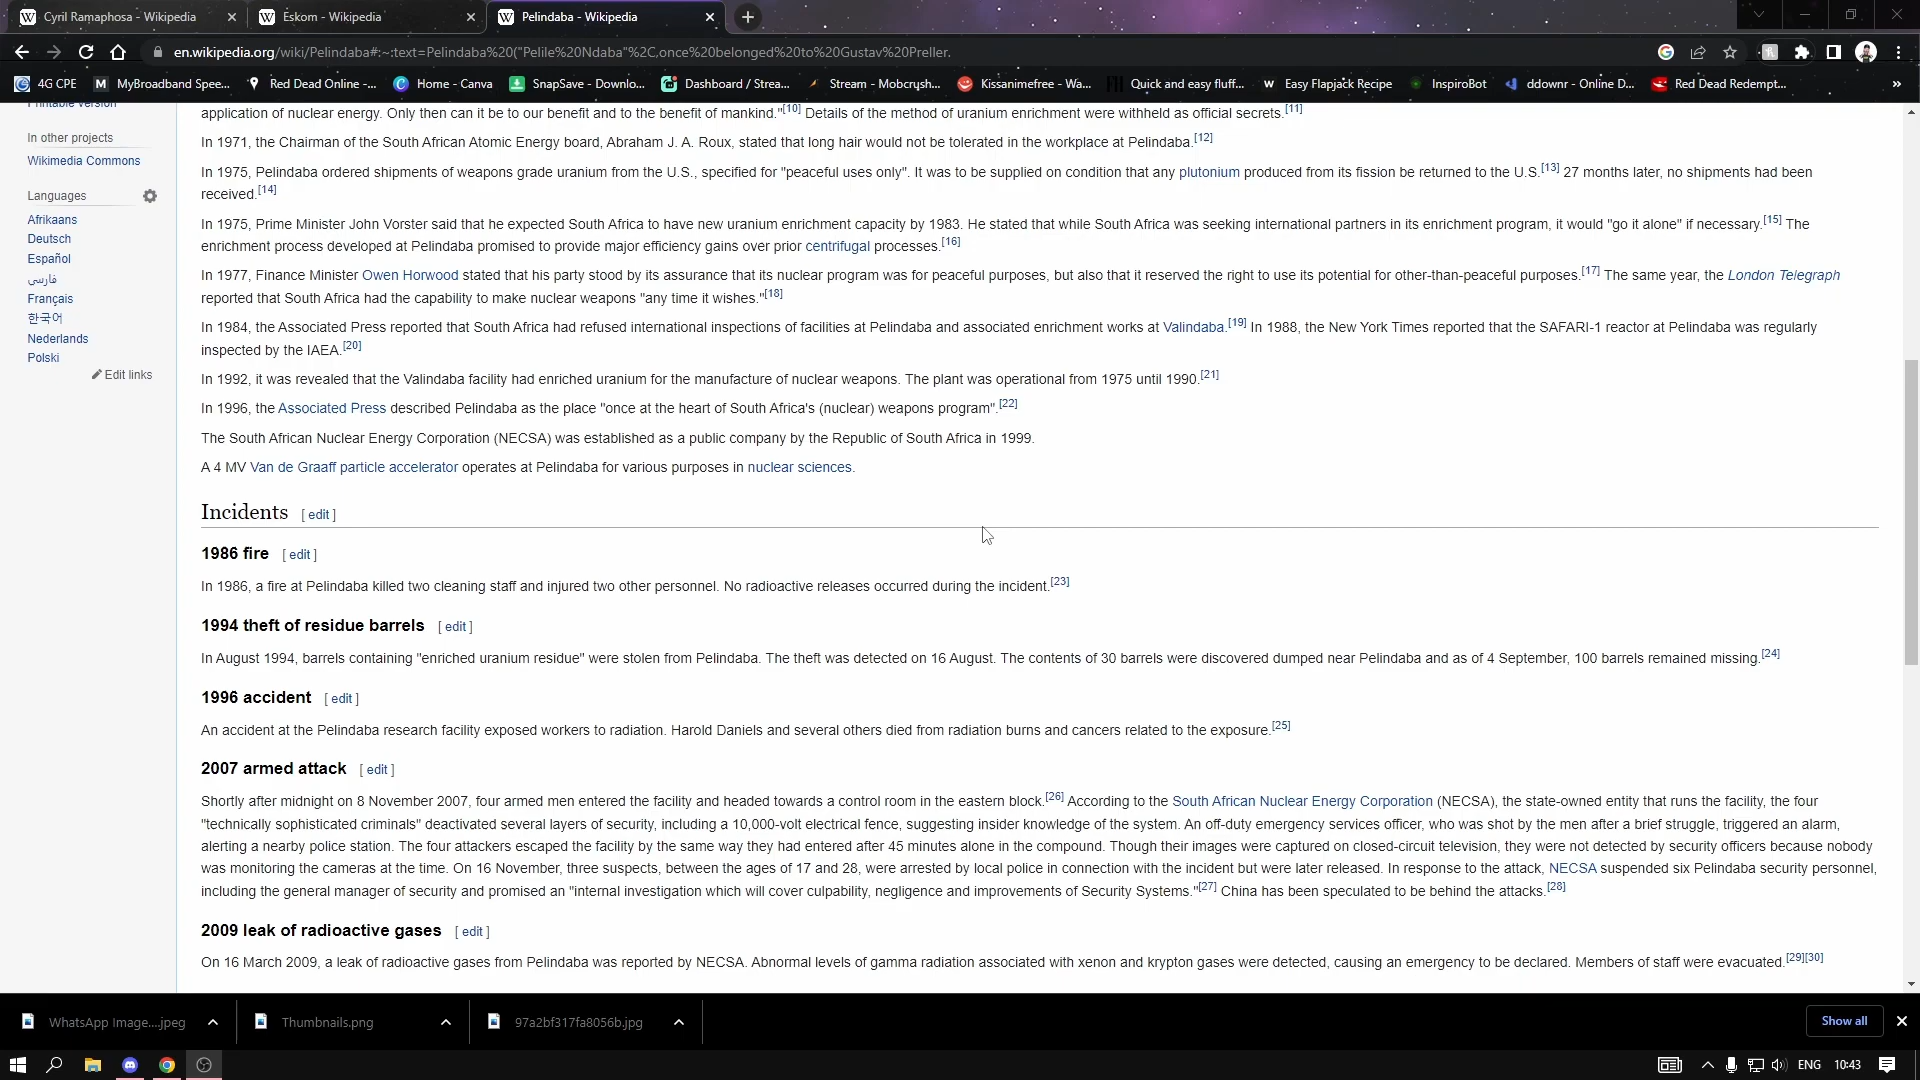 Cyril Ramaphosa - Wikipedia
Eskom - Wikipedia
Pelindaba - Wikipedia
en.wikipedia.org/wiki/Pelindaba#:~:text=Pelindaba%20("Pelile%20Ndaba"%2C,once%20belonged%20to%20Gustav%20Preller.
4G CPE
MyBroadband Spee...
Red Dead Online -...
Home - Canva
SnapSave - Downlo...
Dashboard / Strea...
Stream - Mobcrush...
Kissanimefree - Wa...
Quick and easy fluff...
Easy Flapjack Recipe
InspiroBot
ddownr - Online D...
Red Dead Redempt...
»
Printable version
In other projects
Wikimedia Commons
Languages
Afrikaans
Deutsch
Español
فارسی
Français
한국어
Nederlands
Polski
Edit links
application of nuclear energy. Only then can it be to our benefit and to the benefit of mankind."[10] Details of the method of uranium enrichment were withheld as official secrets.[11]
In 1971, the Chairman of the South African Atomic Energy board, Abraham J. A. Roux, stated that long hair would not be tolerated in the workplace at Pelindaba.[12]
In 1975, Pelindaba ordered shipments of weapons grade uranium from the U.S., specified for "peaceful uses only". It was to be supplied on condition that any plutonium produced from its fission be returned to the U.S.[13] 27 months later, no shipments had been
received.[14]
In 1975, Prime Minister John Vorster said that he expected South Africa to have new uranium enrichment capacity by 1983. He stated that while South Africa was seeking international partners in its enrichment program, it would "go it alone" if necessary.[15] The
enrichment process developed at Pelindaba promised to provide major efficiency gains over prior centrifugal processes.[16]
In 1977, Finance Minister Owen Horwood stated that his party stood by its assurance that its nuclear program was for peaceful purposes, but also that it reserved the right to use its potential for other-than-peaceful purposes.[17] The same year, the London Telegraph
reported that South Africa had the capability to make nuclear weapons "any time it wishes."[18]
In 1984, the Associated Press reported that South Africa had refused international inspections of facilities at Pelindaba and associated enrichment works at Valindaba.[19] In 1988, the New York Times reported that the SAFARI-1 reactor at Pelindaba was regularly
inspected by the IAEA.[20]
In 1992, it was revealed that the Valindaba facility had enriched uranium for the manufacture of nuclear weapons. The plant was operational from 1975 until 1990.[21]
In 1996, the Associated Press described Pelindaba as the place "once at the heart of South Africa's (nuclear) weapons program".[22]
The South African Nuclear Energy Corporation (NECSA) was established as a public company by the Republic of South Africa in 1999.
A 4 MV Van de Graaff particle accelerator operates at Pelindaba for various purposes in nuclear sciences.
Incidents [ edit ]
1986 fire [ edit ]
In 1986, a fire at Pelindaba killed two cleaning staff and injured two other personnel. No radioactive releases occurred during the incident.[23]
1994 theft of residue barrels [ edit ]
In August 1994, barrels containing "enriched uranium residue" were stolen from Pelindaba. The theft was detected on 16 August. The contents of 30 barrels were discovered dumped near Pelindaba and as of 4 September, 100 barrels remained missing.[24]
1996 accident [ edit ]
An accident at the Pelindaba research facility exposed workers to radiation. Harold Daniels and several others died from radiation burns and cancers related to the exposure.[25]
2007 armed attack [ edit ]
Shortly after midnight on 8 November 2007, four armed men entered the facility and headed towards a control room in the eastern block.[26] According to the South African Nuclear Energy Corporation (NECSA), the state-owned entity that runs the facility, the four
"technically sophisticated criminals" deactivated several layers of security, including a 10,000-volt electrical fence, suggesting insider knowledge of the system. An off-duty emergency services officer, who was shot by the men after a brief struggle, triggered an alarm,
alerting a nearby police station. The four attackers escaped the facility by the same way they had entered after 45 minutes alone in the compound. Though their images were captured on closed-circuit television, they were not detected by security officers because nobody
was monitoring the cameras at the time. On 16 November, three suspects, between the ages of 17 and 28, were arrested by local police in connection with the incident but were later released. In response to the attack, NECSA suspended six Pelindaba security personnel,
including the general manager of security and promised an "internal investigation which will cover culpability, negligence and improvements of Security Systems."[27] China has been speculated to be behind the attacks.[28]
2009 leak of radioactive gases [ edit ]
On 16 March 2009, a leak of radioactive gases from Pelindaba was reported by NECSA. Abnormal levels of gamma radiation associated with xenon and krypton gases were detected, causing an emergency to be declared. Members of staff were evacuated.[29][30]
WhatsApp Image....jpeg
Thumbnails.png
97a2bf317fa8056b.jpg
Show all
ENG
10:43